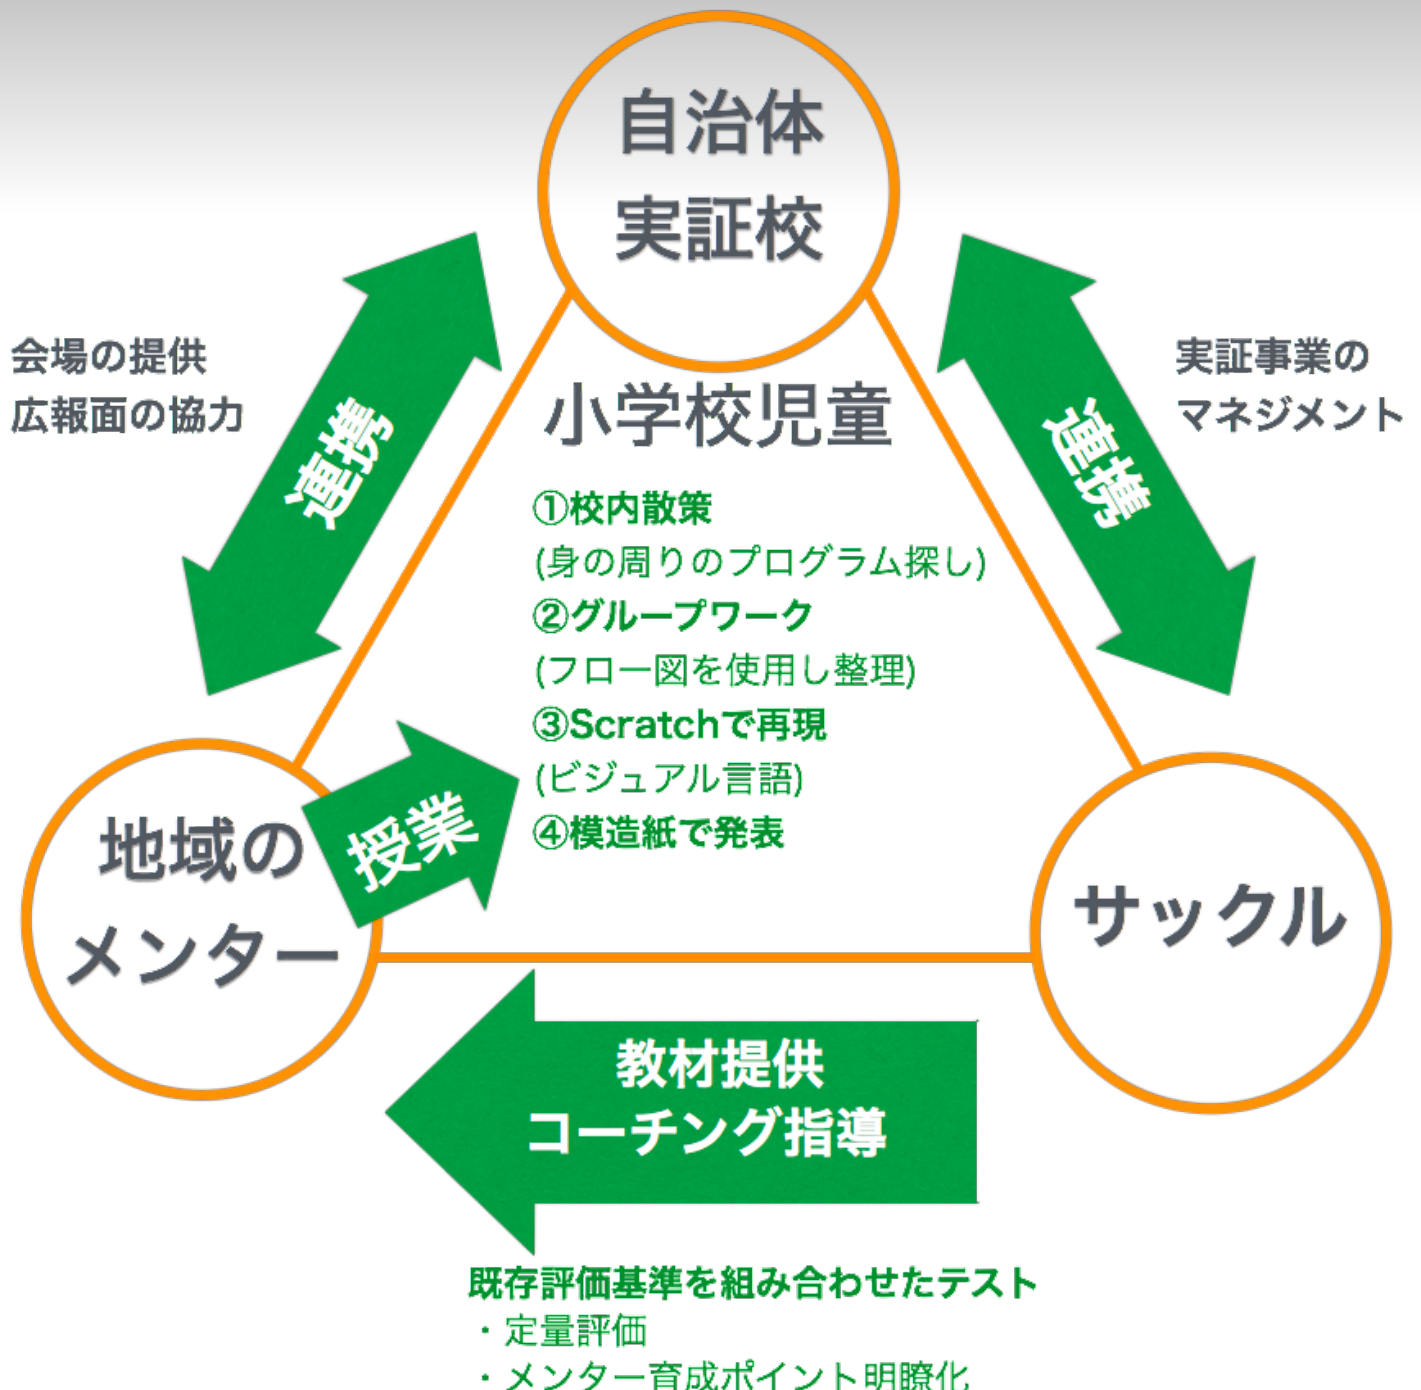 自治体
実証校
会場の提供
広報面の協力
連携
実証事業の
マネジメント
連携
小学校児童
①校内散策
(身の周りのプログラム探し)
②グループワーク
(フロー図を使用し整理)
③Scratchで再現
(ビジュアル言語)
④模造紙で発表
地域の
メンター
授業
サックル
教材提供
コーチング指導
既存評価基準を組み合わせたテスト
・定量評価
・メンター育成ポイント明瞭化